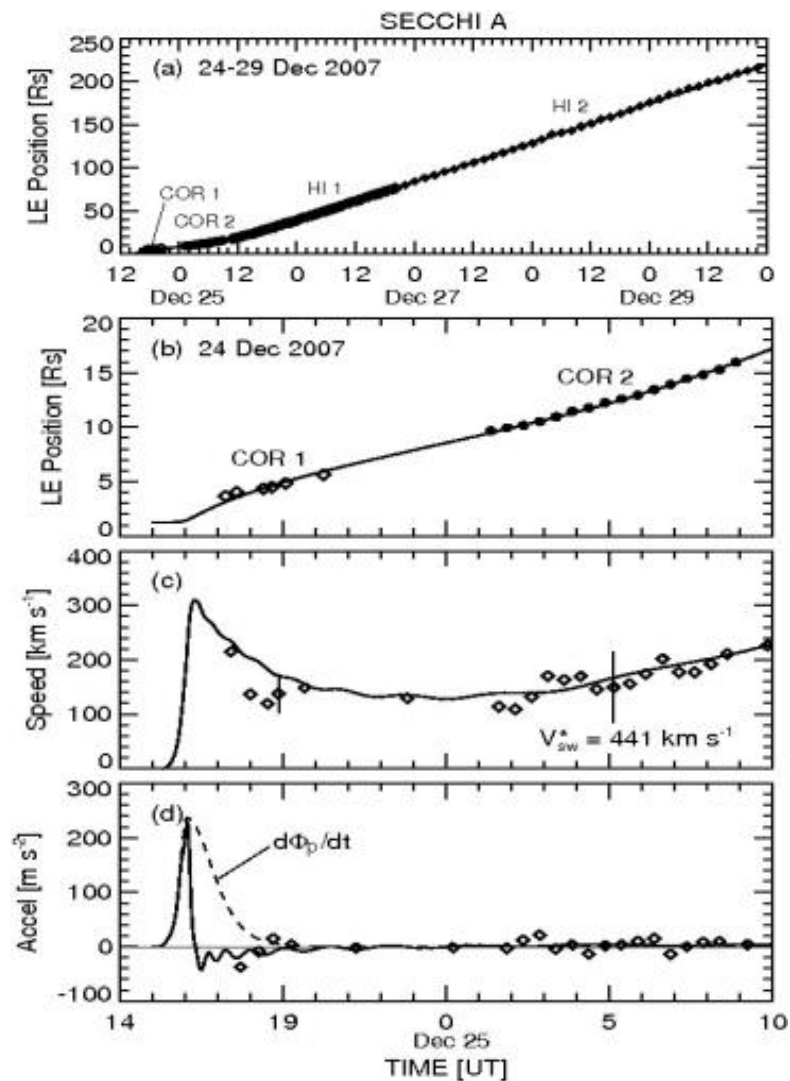 SECCHI A
250
200
150
100
50
0
LE Position [Rs]
(a) 24-29 Dec 2007
COR 1
COR 2
HI 1
HI 2
12 0 12 0 12 0 12 0 12 0 12 0
Dec 25 Dec 27 Dec 29
20
15
10
5
0
LE Position [Rs]
(b) 24 Dec 2007
COR 1
COR 2
400
300
200
100
0
Speed [km s⁻¹]
(c)
V*sw = 441 km s⁻¹
200
100
0
-100
Accel [m s⁻²]
(d)
dΦp/dt
14 19 0 5 10
Dec 25
TIME [UT]